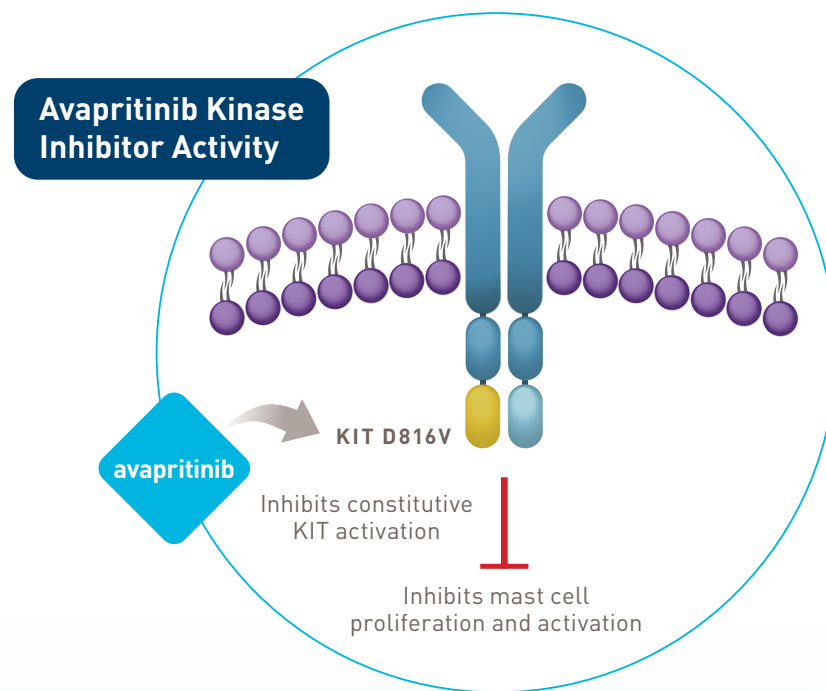 Avapritinib Kinase
Inhibitor Activity
avapritinib
KIT D816V
Inhibits constitutive
KIT activation
Inhibits mast cell
proliferation and activation